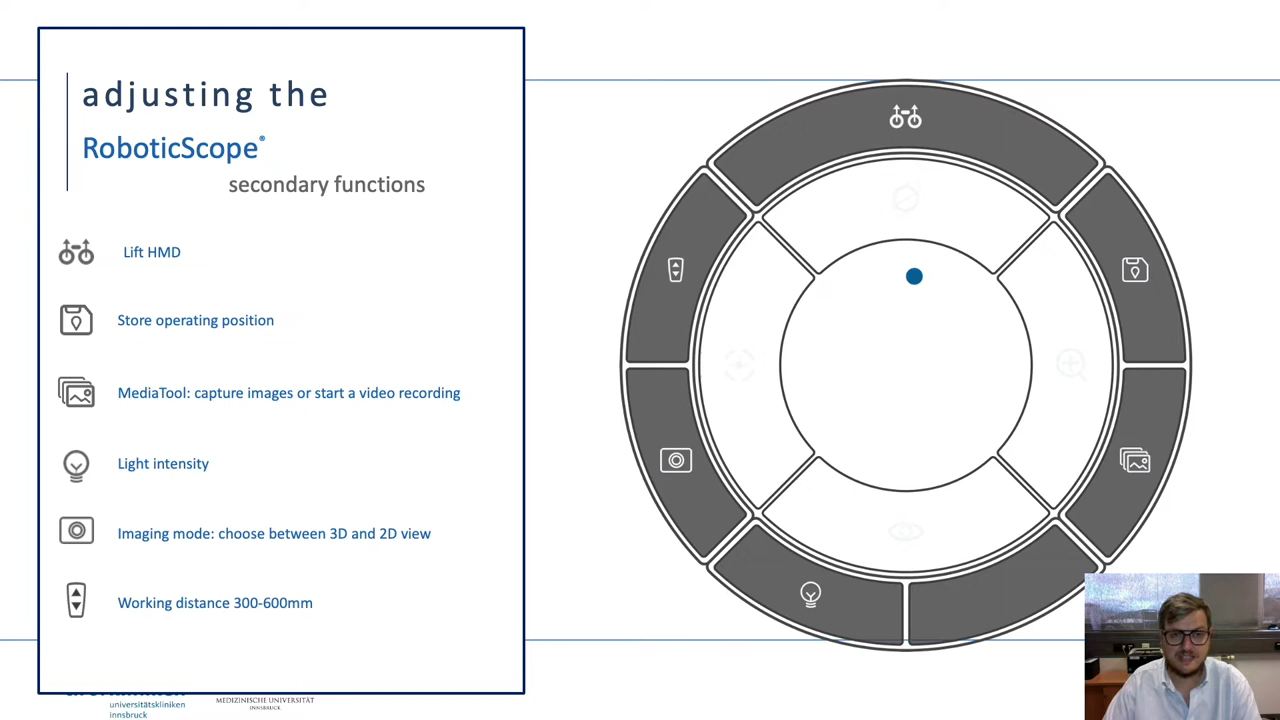 adjusting the
RoboticScope®
secondary functions
Lift HMD
Store operating position
MediaTool: capture images or start a video recording
Light intensity
Imaging mode: choose between 3D and 2D view
Working distance 300-600mm
universitätskliniken
innsbruck
MEDIZINISCHE UNIVERSITÄT
INNSBRUCK